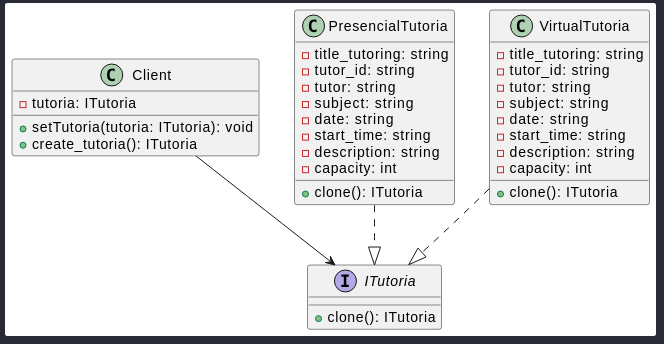 C Client
tutoria: ITutoria
setTutoria(tutoria: ITutoria): void
create_tutoria(): ITutoria
C PresencialTutoria
title_tutoring: string
tutor_id: string
tutor: string
subject: string
date: string
start_time: string
description: string
capacity: int
clone(): ITutoria
C VirtualTutoria
title_tutoring: string
tutor_id: string
tutor: string
subject: string
date: string
start_time: string
description: string
capacity: int
clone(): ITutoria
I ITutoria
clone(): ITutoria